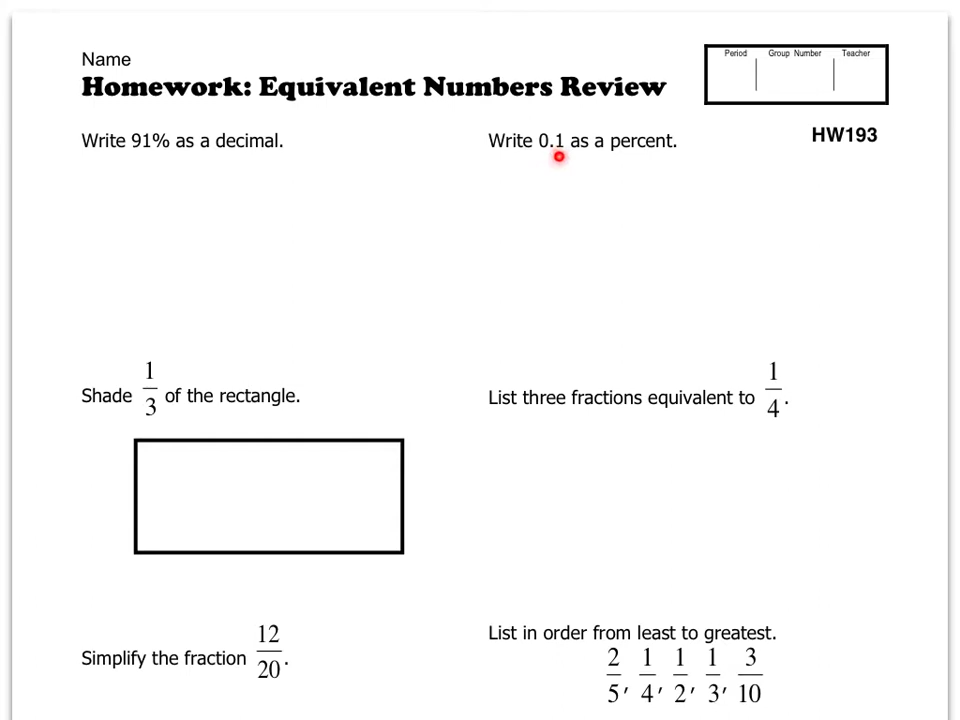 Name
Homework: Equivalent Numbers Review
Period Group Number Teacher
HW193
Write 91% as a decimal.
Write 0.1 as a percent.
Shade 1/3 of the rectangle.
List three fractions equivalent to 1/4.
Simplify the fraction 12/20.
List in order from least to greatest.
2/5, 1/4, 1/2, 1/3, 3/10